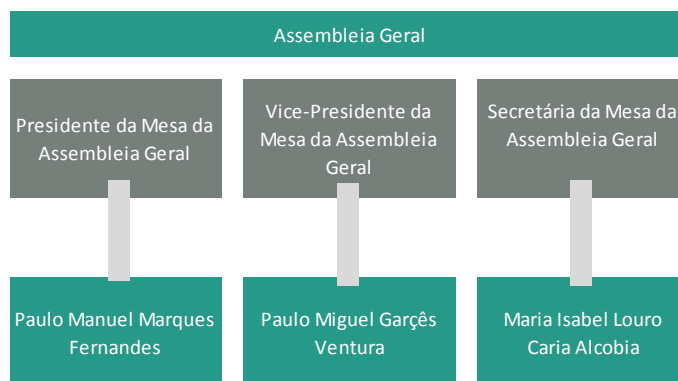 Assembleia Geral
Presidente da Mesa da
Assembleia Geral
Vice-Presidente da
Mesa da Assembleia
Geral
Secretária da Mesa da
Assembleia Geral
Paulo Manuel Marques
Fernandes
Paulo Miguel Garçês
Ventura
Maria Isabel Louro
Caria Alcobia